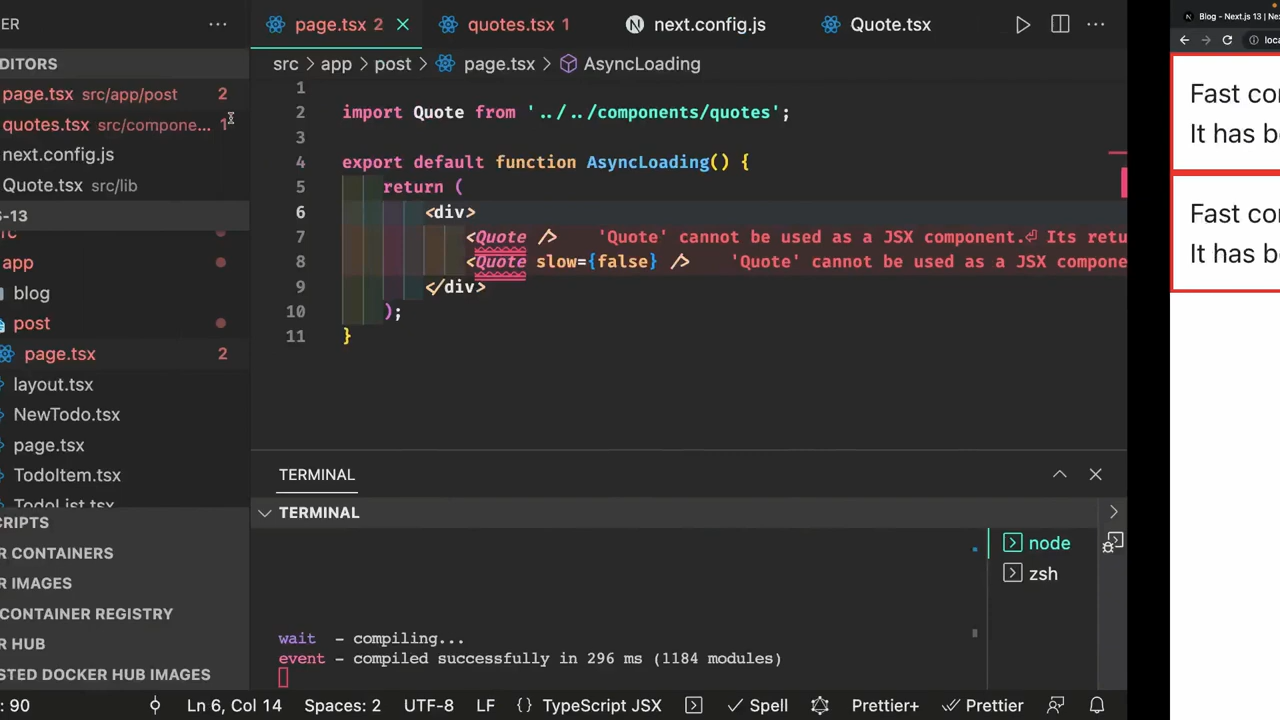 ER
...
page.tsx 2
quotes.tsx 1
next.config.js
Quote.tsx
...
src > app > post > page.tsx > AsyncLoading
DITORS
page.tsx src/app/post 2
quotes.tsx src/compone... 1
next.config.js
Quote.tsx src/lib
S-13
app
blog
post
page.tsx 2
layout.tsx
NewTodo.tsx
page.tsx
TodoItem.tsx
TodoList.tsx
CRIPTS
R CONTAINERS
R IMAGES
CONTAINER REGISTRY
R HUB
STED DOCKER HUB IMAGES
1
2 import Quote from '../../components/quotes';
3
4 export default function AsyncLoading() {
5 return (
6 <div>
7 <Quote /> 'Quote' cannot be used as a JSX component.⏎ Its retu
8 <Quote slow={false} /> 'Quote' cannot be used as a JSX compone
9 </div>
10 );
11 }
TERMINAL
TERMINAL
wait - compiling...
event - compiled successfully in 296 ms (1184 modules)
node
zsh
: 90
Ln 6, Col 14
Spaces: 2
UTF-8
LF
{ } TypeScript JSX
Spell
Prettier+
Prettier
Blog - Next.js 13 | Ne
loca
Fast co
It has b
Fast co
It has b